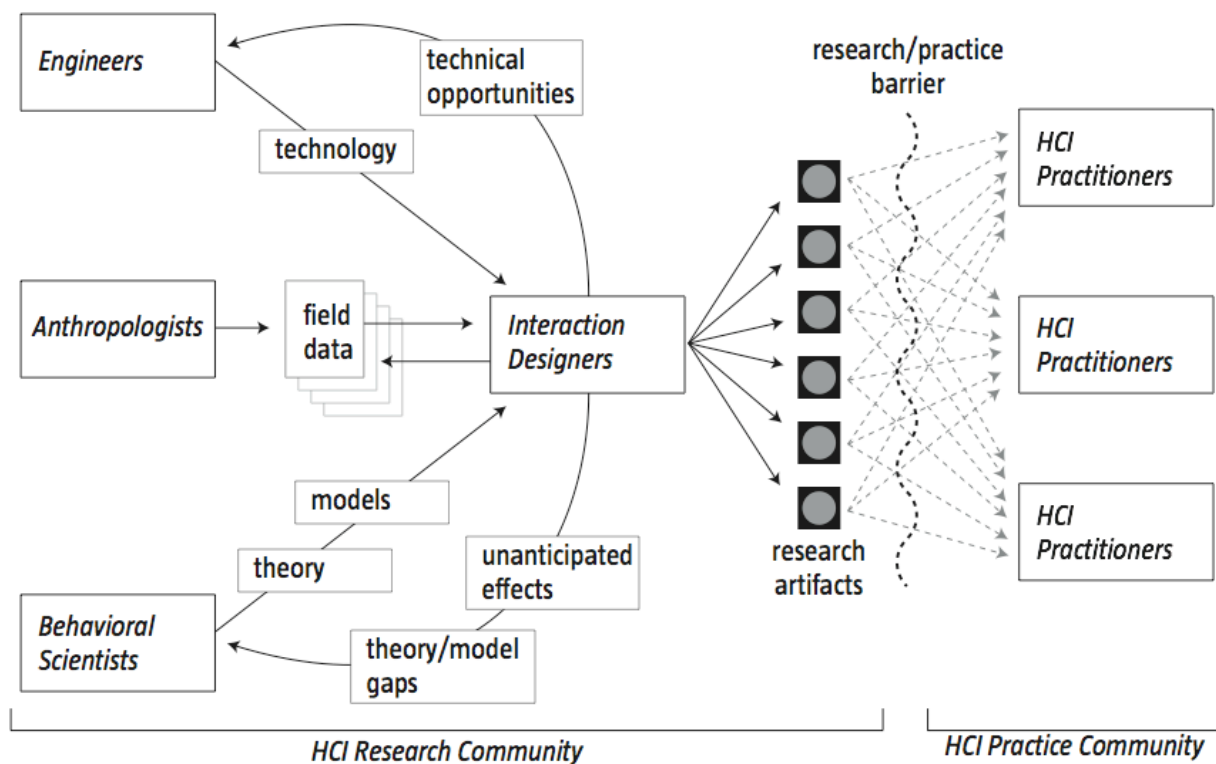 Engineers
technical
opportunities
technology
research/practice
barrier
HCI
Practitioners
Anthropologists
field
data
Interaction
Designers
HCI
Practitioners
models
theory
unanticipated
effects
research
artifacts
HCI
Practitioners
Behavioral
Scientists
theory/model
gaps
HCI Research Community
HCI Practice Community